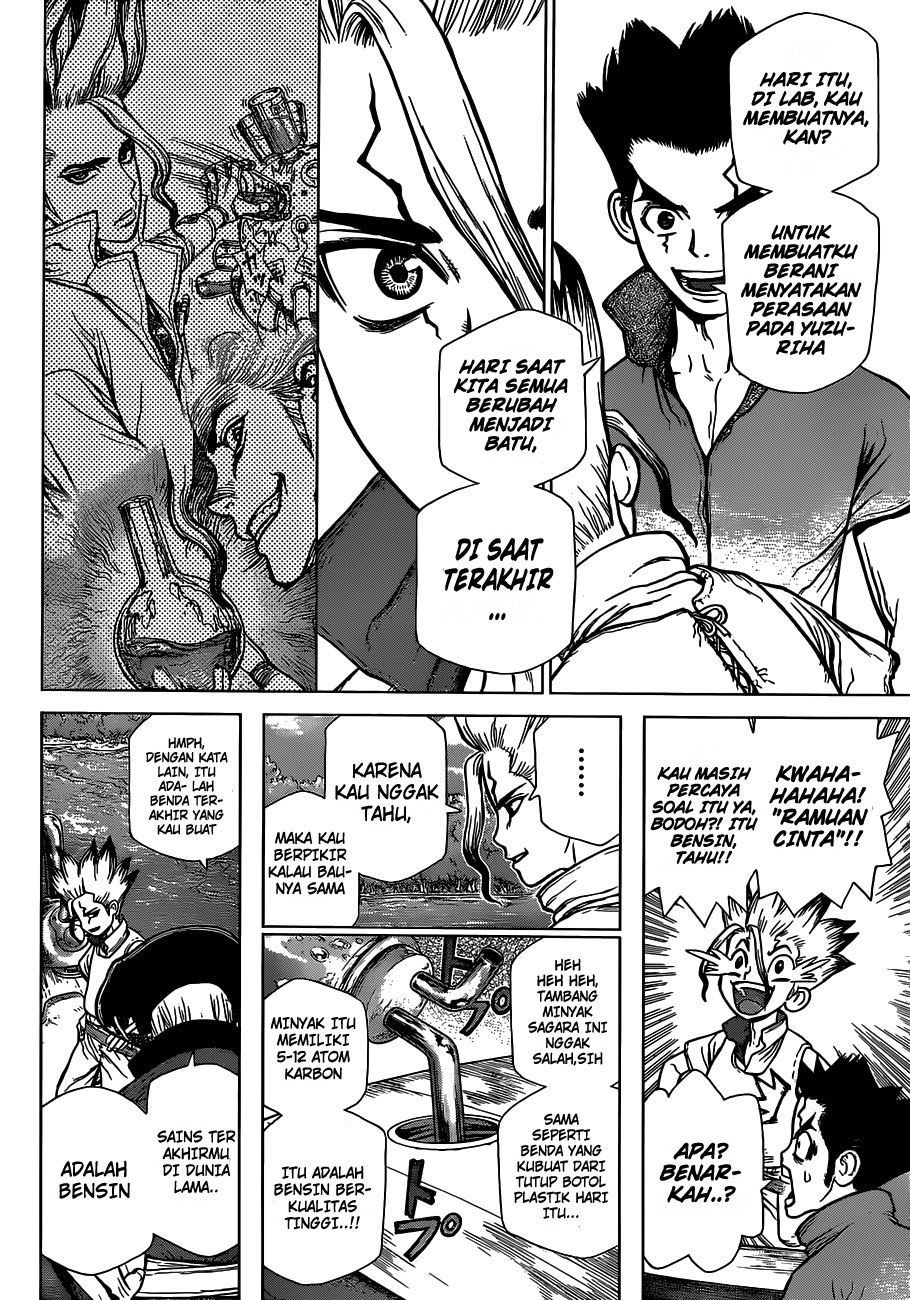 HARI ITU,
DI LAB, KAU
MEMBUATNYA,
KAN?
UNTUK
MEMBUATKU
BERANI
MENYATAKAN
PERASAAN
PADA YUZU-
RIHA
HARI SAAT
KITA SEMUA
BERUBAH
MENJADI
BATU,
DI SAAT
TERAKHIR
...
KWAHA-
HAHAHA!
"RAMUAN
CINTA"!!
KAU MASIH
PERCAYA
SOAL ITU YA,
BODOH?! ITU
BENSIN,
TAHU!!
APA?
BENAR-
KAH..?
......
KARENA
KAU NGGAK
TAHU,
MAKA KAU
BERPIKIR
KALAU BAU-
NYA SAMA
HEH
HEH HEH,
TAMBANG
MINYAK
SAGARA INI
NGGAK
SALAH,SIH
SAMA
SEPERTI
BENDA YANG
KUBUAT DARI
TUTUP BOTOL
PLASTIK HARI
ITU...
トプ
MINYAK ITU
MEMILIKI
5-12 ATOM
KARBON
ITU ADALAH
BENSIN BER-
KUALITAS
TINGGI..!!
トプ
HMPH,
DENGAN KATA
LAIN, ITU
ADA- LAH
BENDA TER-
AKHIR YANG
KAU BUAT
SAINS TER
AKHIRMU
DI DUNIA
LAMA..
ADALAH
BENSIN